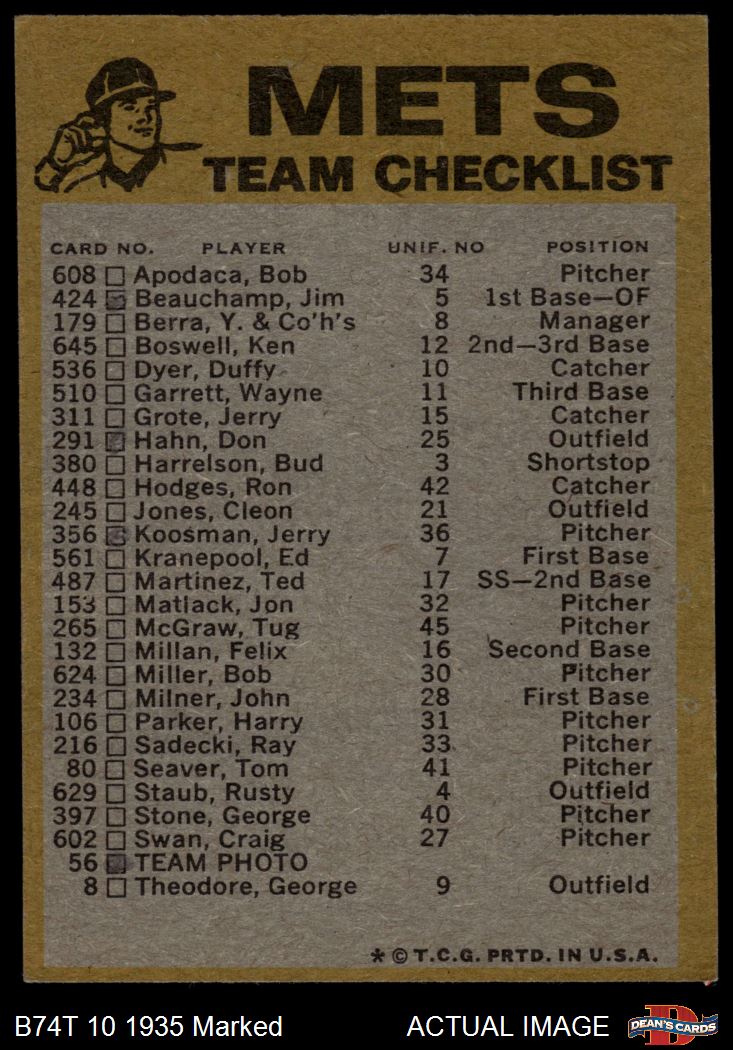 METS
TEAM CHECKLIST
CARD NO. PLAYER UNIF. NO POSITION
608 Apodaca, Bob 34 Pitcher
424 Beauchamp, Jim 5 1st Base—OF
179 Berra, Y. & Co'h's 8 Manager
645 Boswell, Ken 12 2nd—3rd Base
536 Dyer, Duffy 10 Catcher
510 Garrett, Wayne 11 Third Base
311 Grote, Jerry 15 Catcher
291 Hahn, Don 25 Outfield
380 Harrelson, Bud 3 Shortstop
448 Hodges, Ron 42 Catcher
245 Jones, Cleon 21 Outfield
356 Koosman, Jerry 36 Pitcher
561 Kranepool, Ed 7 First Base
487 Martinez, Ted 17 SS—2nd Base
153 Matlack, Jon 32 Pitcher
265 McGraw, Tug 45 Pitcher
132 Millan, Felix 16 Second Base
624 Miller, Bob 30 Pitcher
234 Milner, John 28 First Base
106 Parker, Harry 31 Pitcher
216 Sadecki, Ray 33 Pitcher
80 Seaver, Tom 41 Pitcher
629 Staub, Rusty 4 Outfield
397 Stone, George 40 Pitcher
602 Swan, Craig 27 Pitcher
56 TEAM PHOTO
8 Theodore, George 9 Outfield
* © T.C.G. PRTD. IN U.S.A.
B74T 10 1935 Marked ACTUAL IMAGE D DEAN'S CARDS